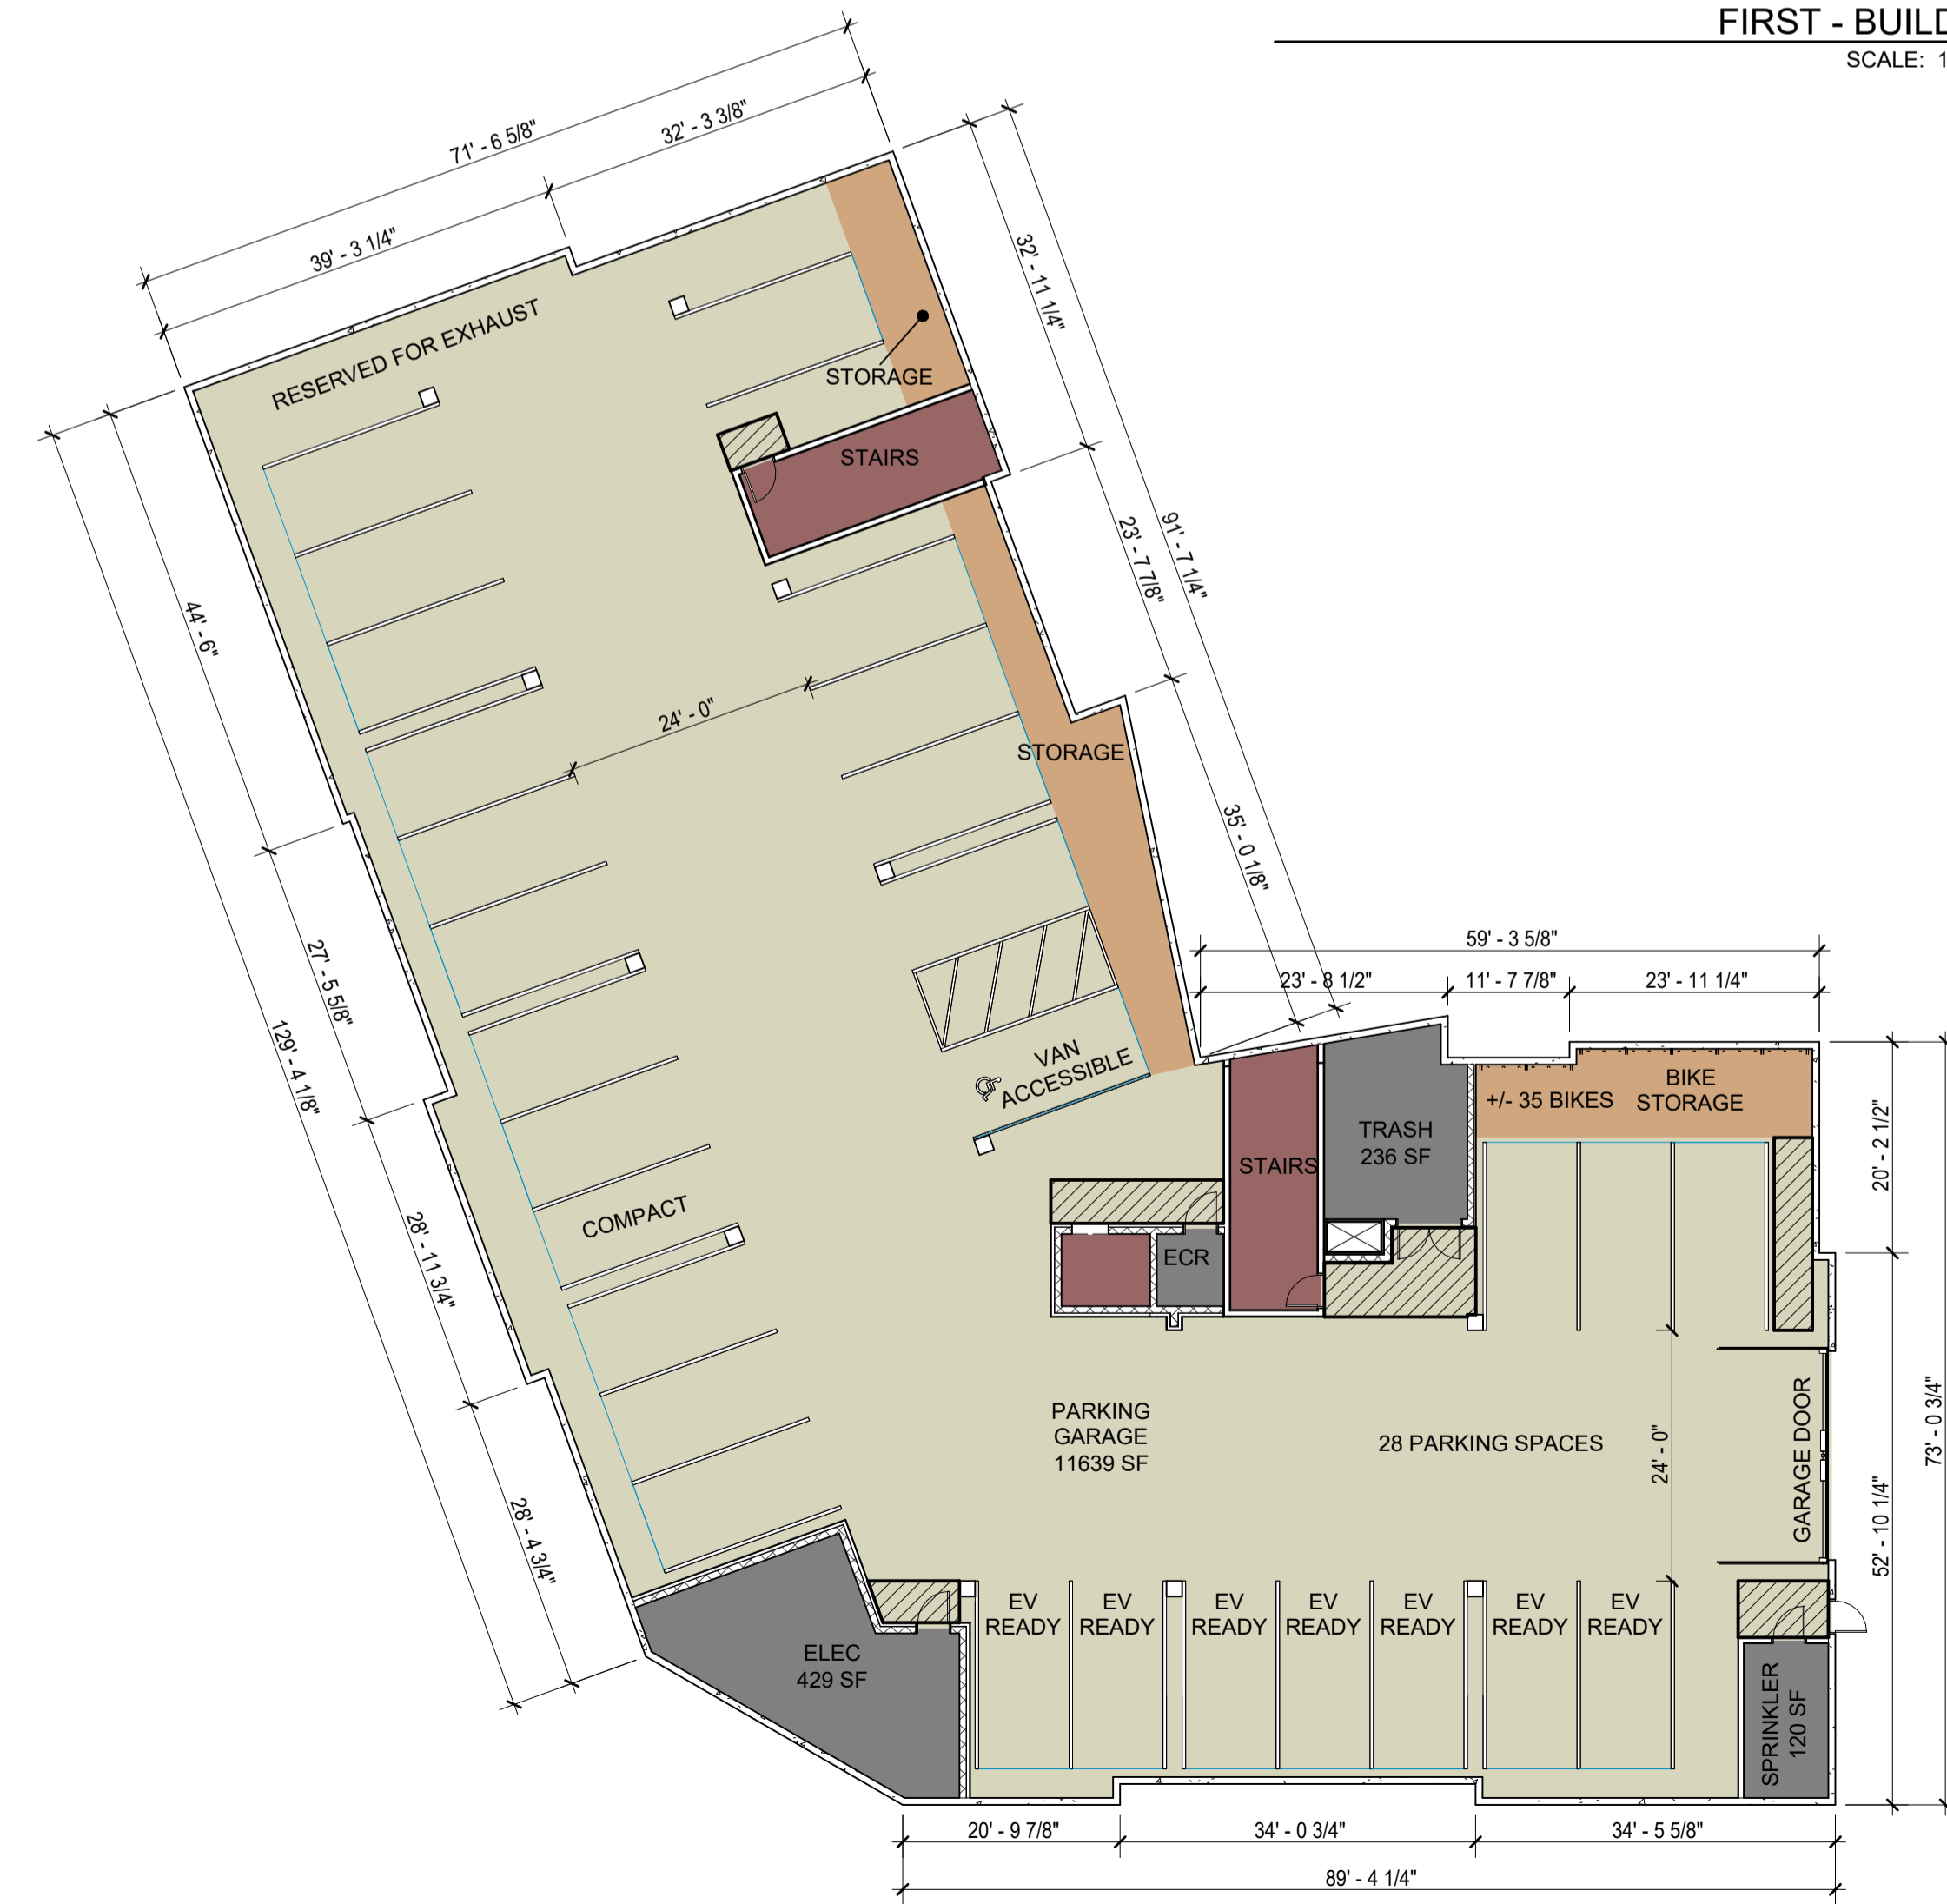 FIRST - BUILD
SCALE: 1
71' - 6 5/8"
32' - 3 3/8"
39' - 3 1/4"
32' - 11 1/4"
RESERVED FOR EXHAUST
STORAGE
STAIRS
23' - 7 7/8"
91' - 7 1/4"
44' - 6"
24' - 0"
STORAGE
35' - 0 1/8"
59' - 3 5/8"
23' - 8 1/2"
11' - 7 7/8"
23' - 11 1/4"
27' - 5 5/8"
129' - 4 1/8"
VAN
ACCESSIBLE
+/- 35 BIKES
BIKE
STORAGE
TRASH
236 SF
STAIRS
20' - 2 1/2"
COMPACT
28' - 11 3/4"
ECR
PARKING
GARAGE
11639 SF
28 PARKING SPACES
24' - 0"
GARAGE DOOR
73' - 0 3/4"
52' - 10 1/4"
28' - 4 3/4"
EV
READY
EV
READY
EV
READY
EV
READY
EV
READY
EV
READY
EV
READY
ELEC
429 SF
SPRINKLER
120 SF
20' - 9 7/8"
34' - 0 3/4"
34' - 5 5/8"
89' - 4 1/4"